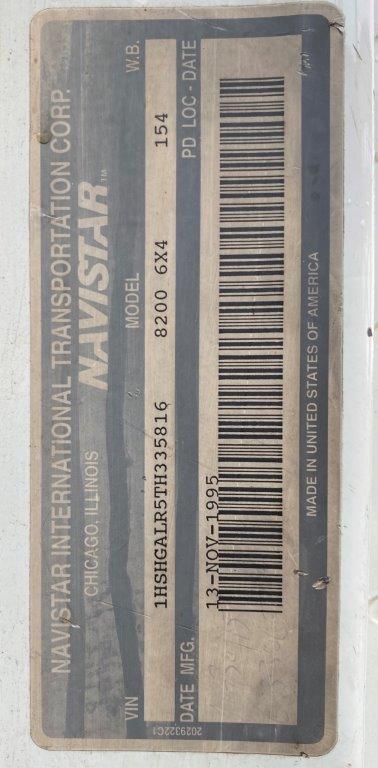 NAVISTAR INTERNATIONAL TRANSPORTATION CORP.
CHICAGO, ILLINOIS NAVISTAR™
VIN MODEL W.B.
1HSHGALR5TH335816 8200 6X4 154
DATE MFG. PD LOC - DATE
13-NOV-1995
MADE IN UNITED STATES OF AMERICA
2029322C1